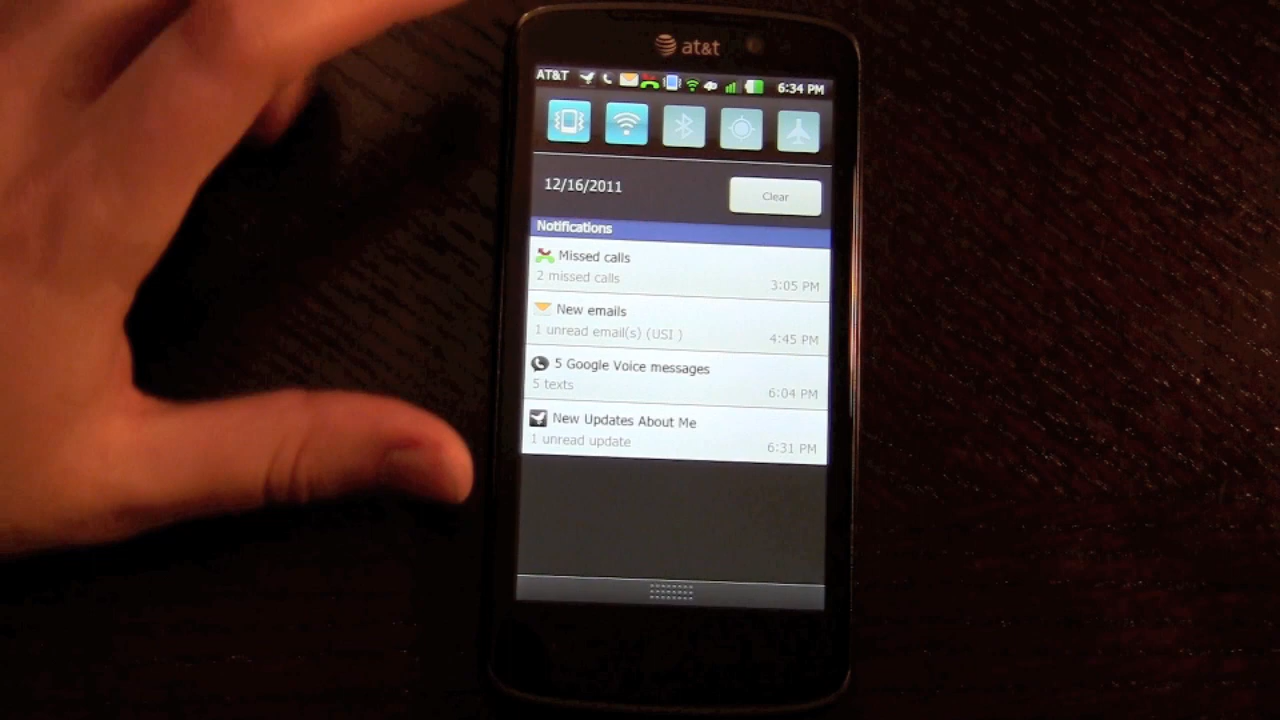 at&t
AT&T 6:34 PM
12/16/2011 Clear
Notifications
Missed calls
2 missed calls 3:05 PM
New emails
1 unread email(s) (USI ) 4:45 PM
5 Google Voice messages
5 texts 6:04 PM
New Updates About Me
1 unread update 6:31 PM